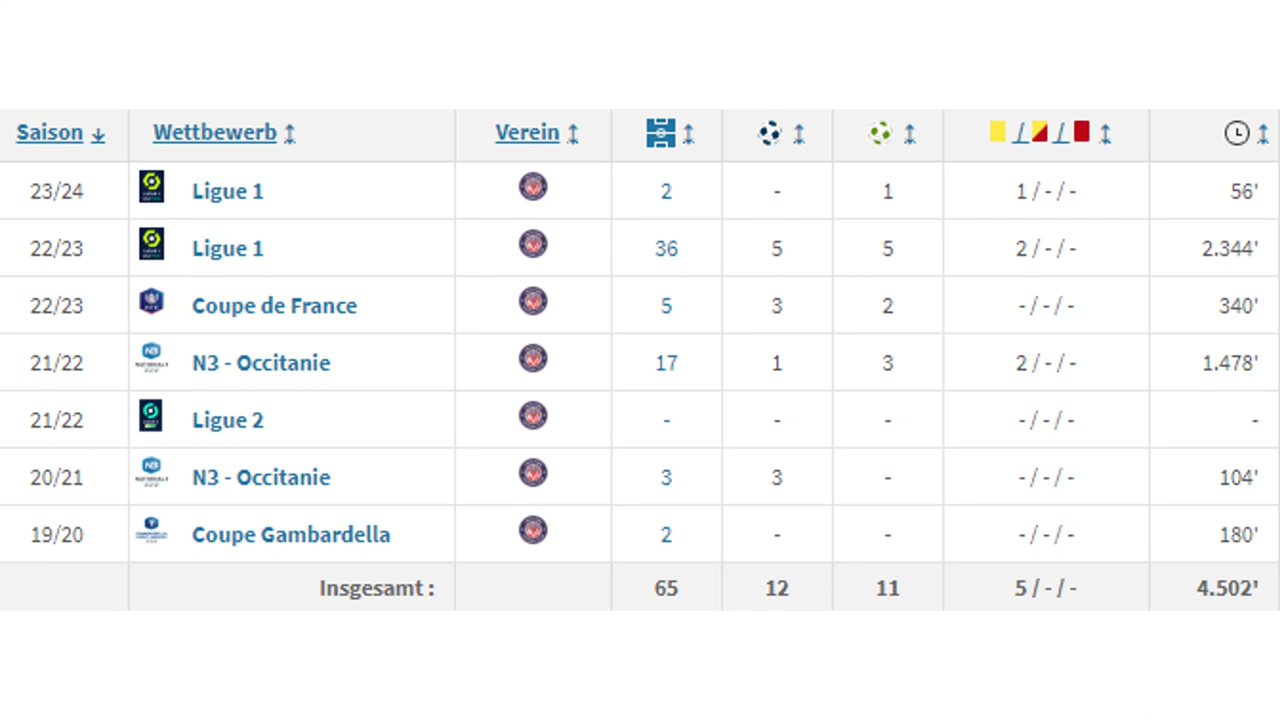 Saison Wettbewerb Verein
23/24 Ligue 1 2 - 1 1 / - / - 56'
22/23 Ligue 1 36 5 5 2 / - / - 2.344'
22/23 Coupe de France 5 3 2 - / - / - 340'
21/22 N3 - Occitanie 17 1 3 2 / - / - 1.478'
21/22 Ligue 2 - - - - / - / - -
20/21 N3 - Occitanie 3 3 - - / - / - 104'
19/20 Coupe Gambardella 2 - - - / - / - 180'
Insgesamt : 65 12 11 5 / - / - 4.502'